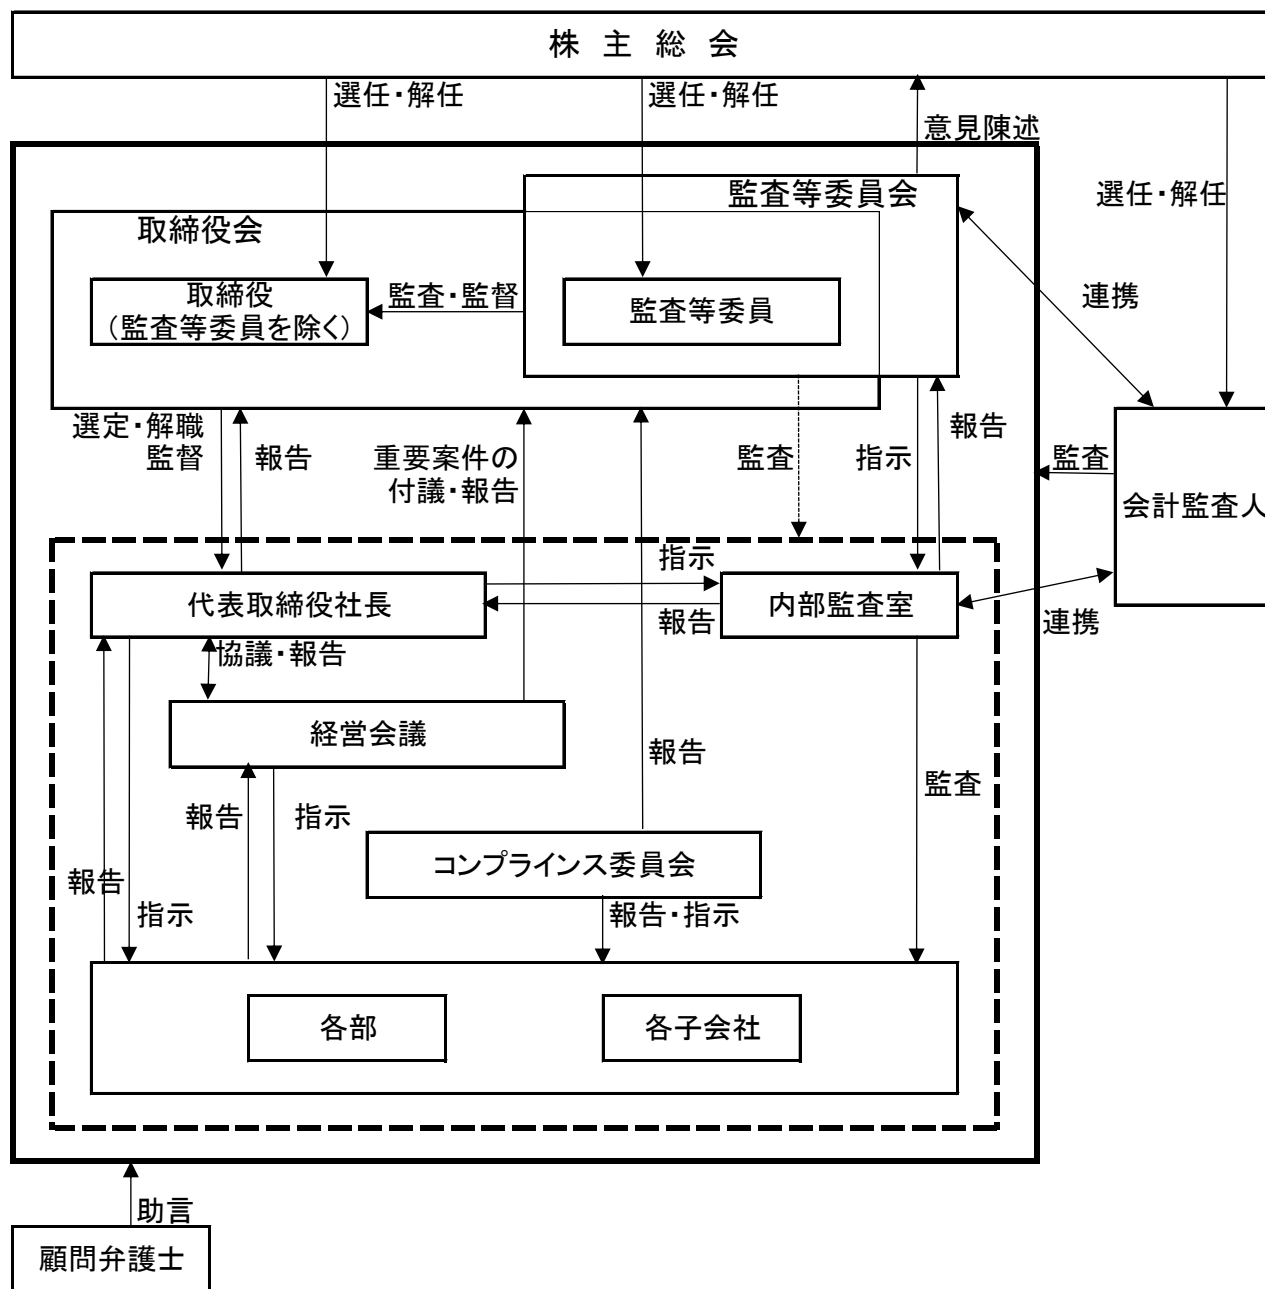 株主総会
選任・解任
選任・解任
意見陳述
選任・解任
監査等委員会
取締役会
取締役
（監査等委員を除く）
監査・監督
監査等委員
連携
選定・解職
監督
報告
重要案件の
付議・報告
監査
指示
報告
監査
会計監査人
代表取締役社長
指示
報告
内部監査室
連携
協議・報告
経営会議
報告
監査
報告
指示
コンプラインス委員会
報告
指示
報告・指示
各部
各子会社
助言
顧問弁護士